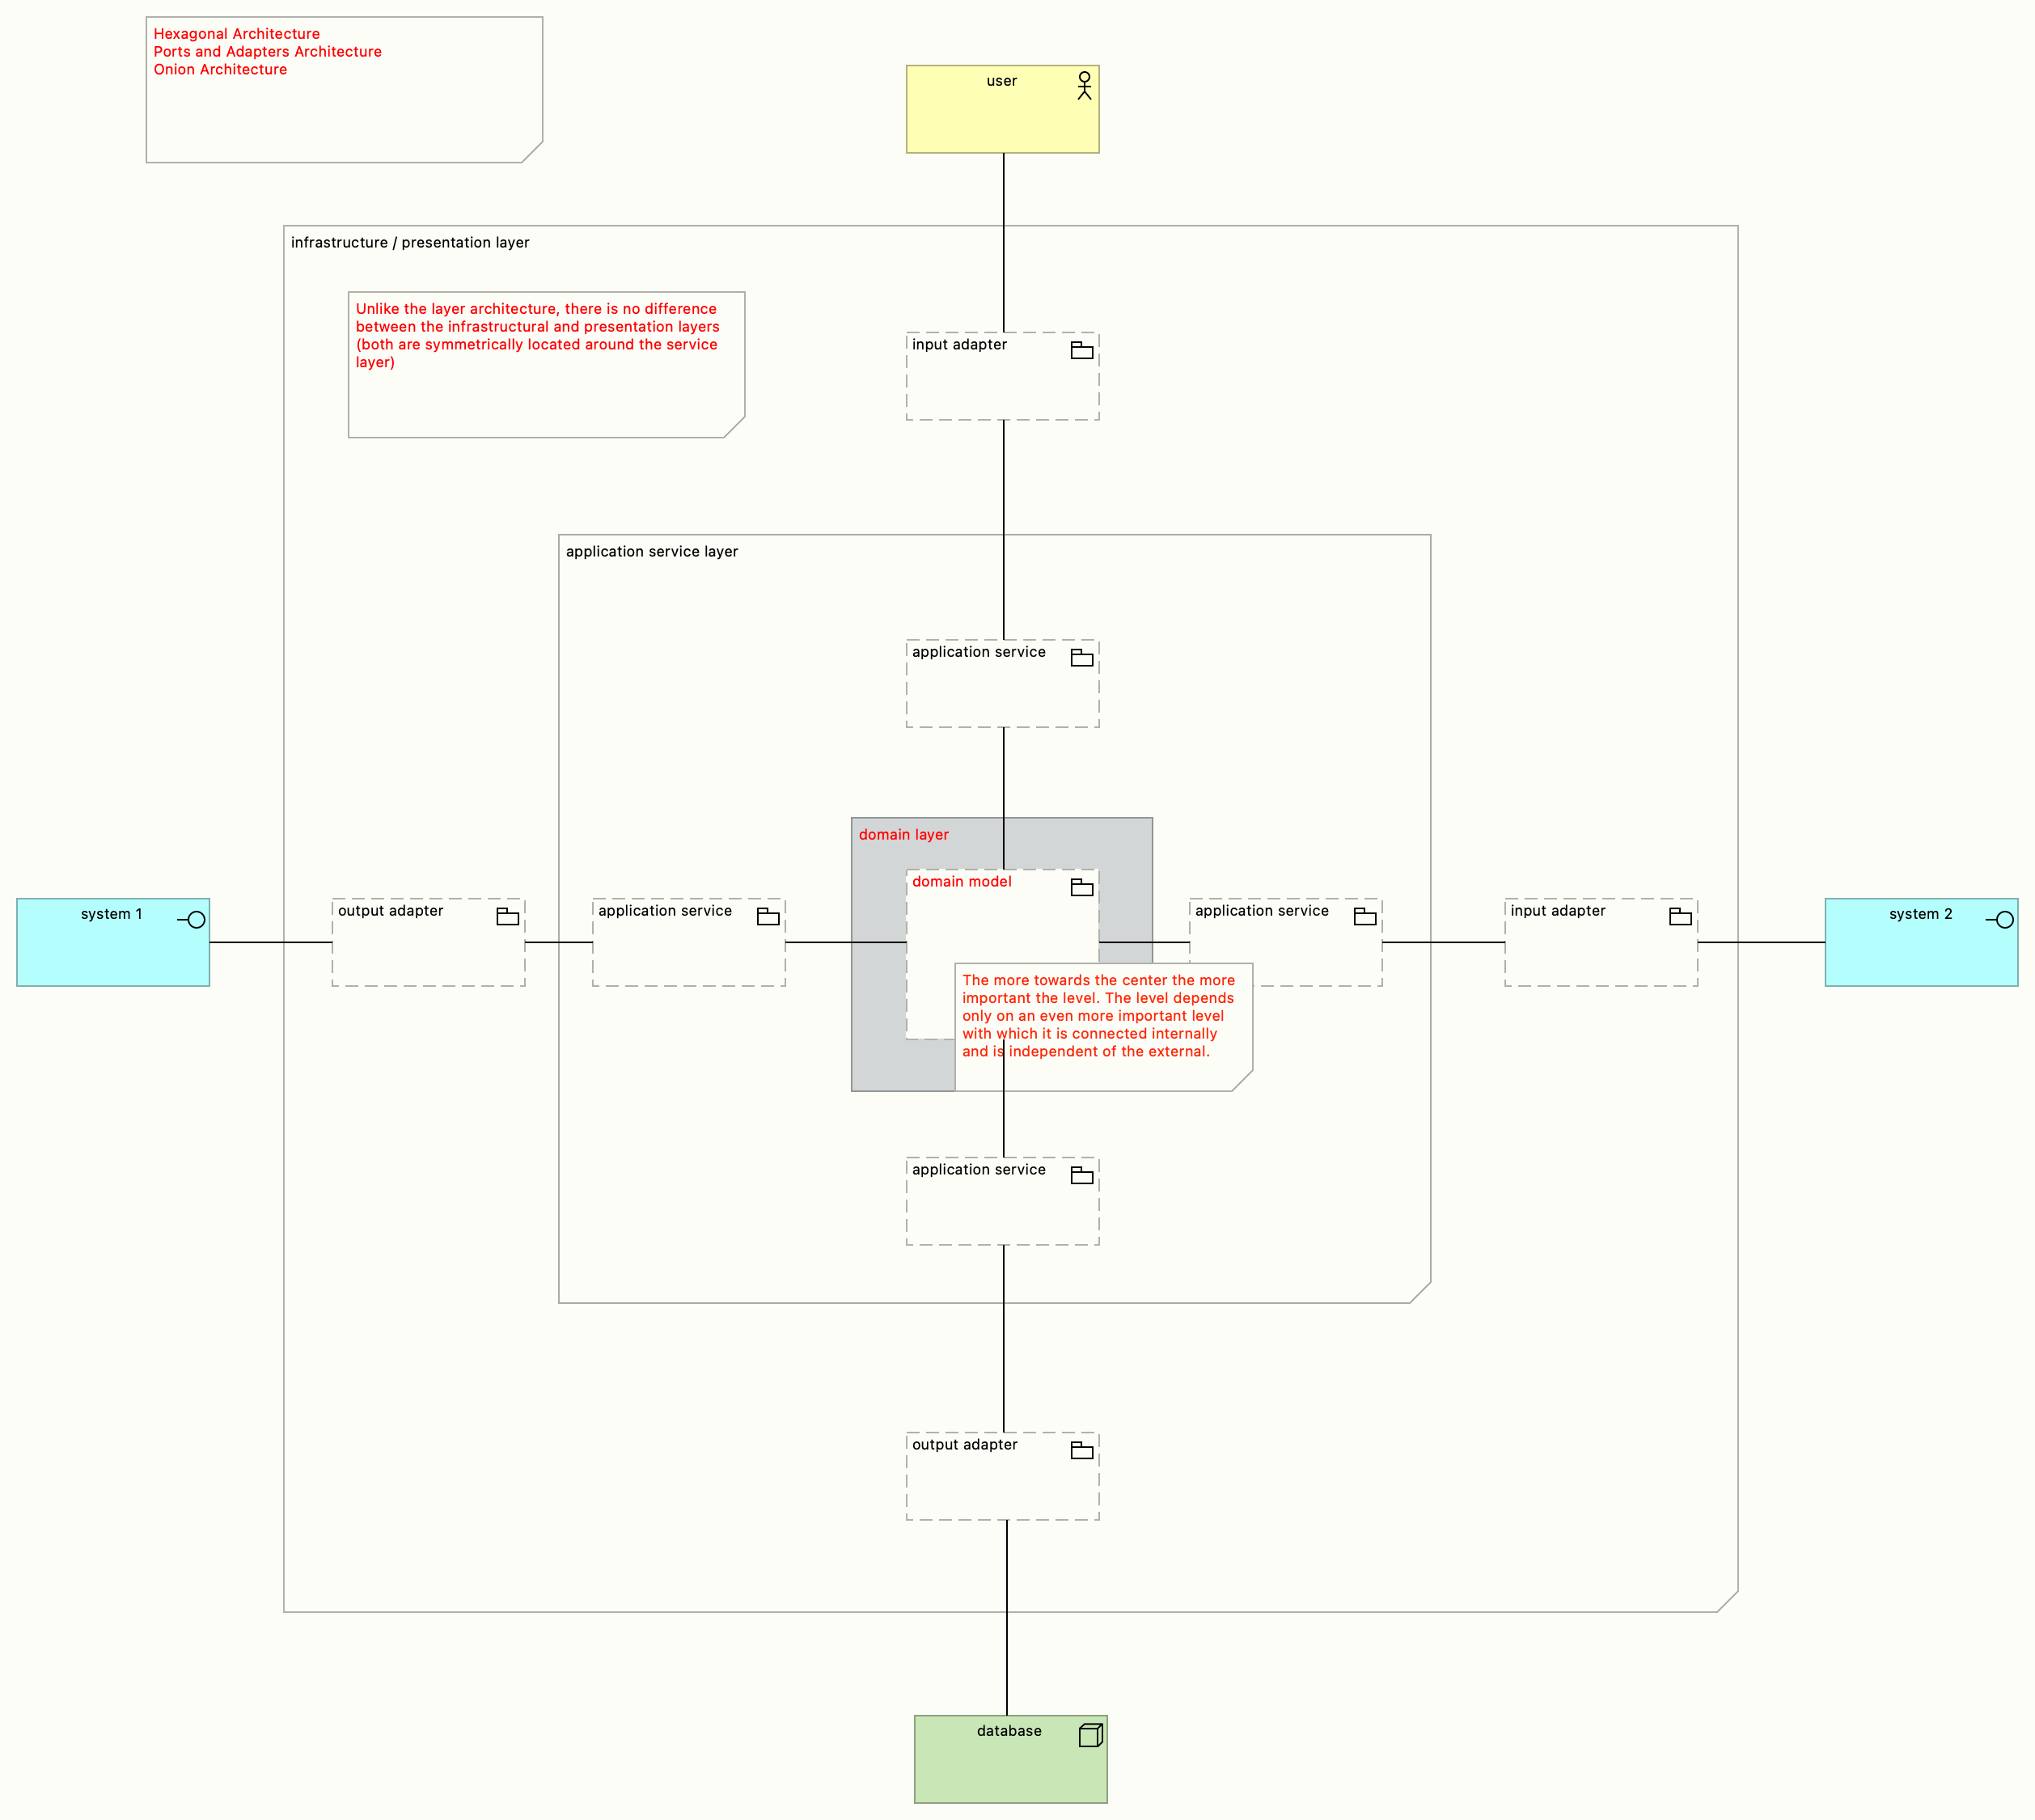 Hexagonal Architecture
Ports and Adapters Architecture
Onion Architecture
user
infrastructure / presentation layer
Unlike the layer architecture, there is no difference
between the infrastructural and presentation layers
(both are symmetrically located around the service
layer)
input adapter
application service layer
application service
domain layer
domain model
system 1
output adapter
application service
application service
input adapter
system 2
The more towards the center the more
important the level. The level depends
only on an even more important level
with which it is connected internally
and is independent of the external.
application service
output adapter
database